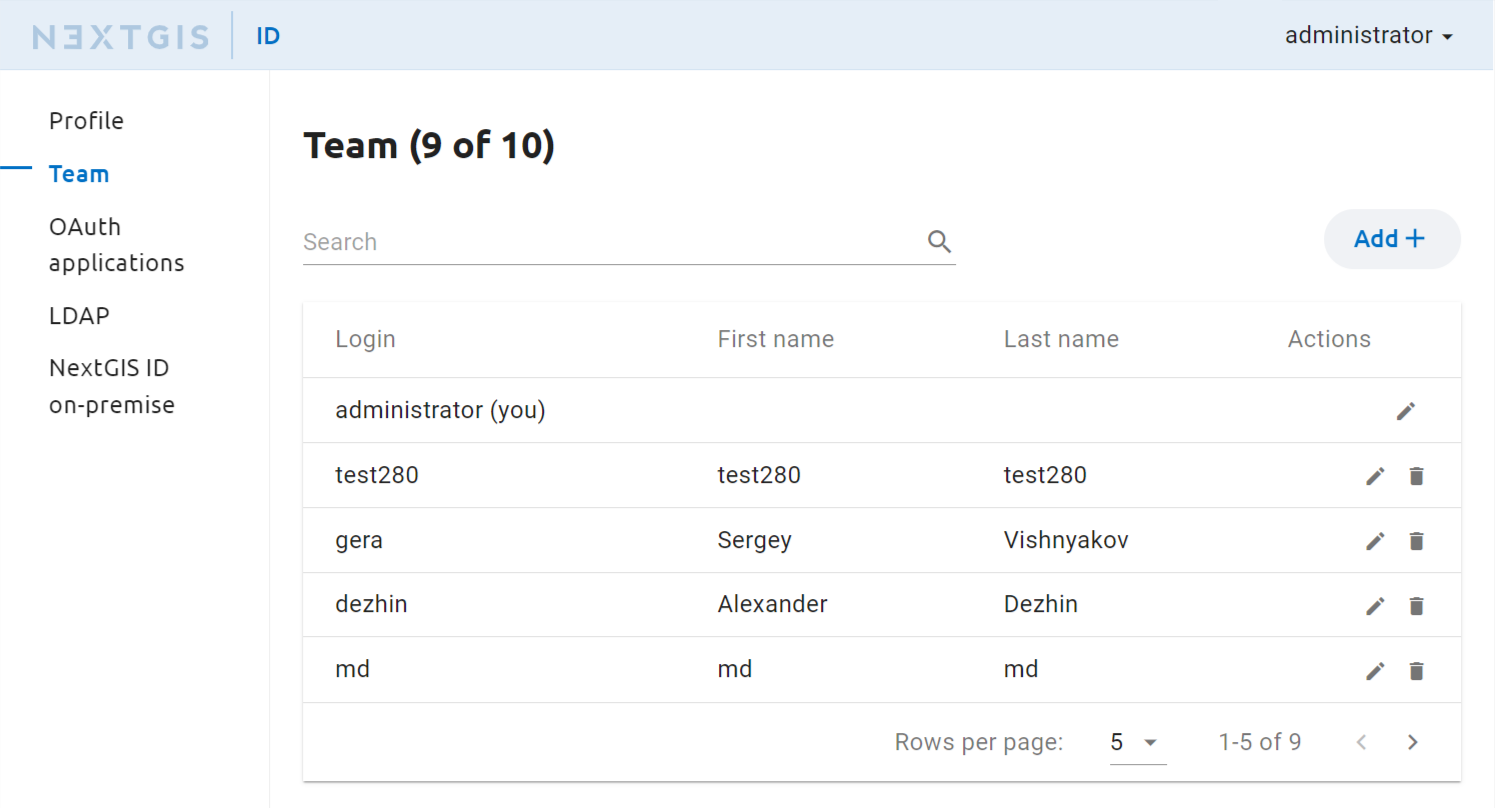 NEXTGIS ID administrator
Profile
Team
OAuth
applications
LDAP
NextGIS ID
on-premise
Team (9 of 10)
Search
Add +
Login First name Last name Actions
administrator (you)
test280 test280 test280
gera Sergey Vishnyakov
dezhin Alexander Dezhin
md md md
Rows per page: 5 1-5 of 9